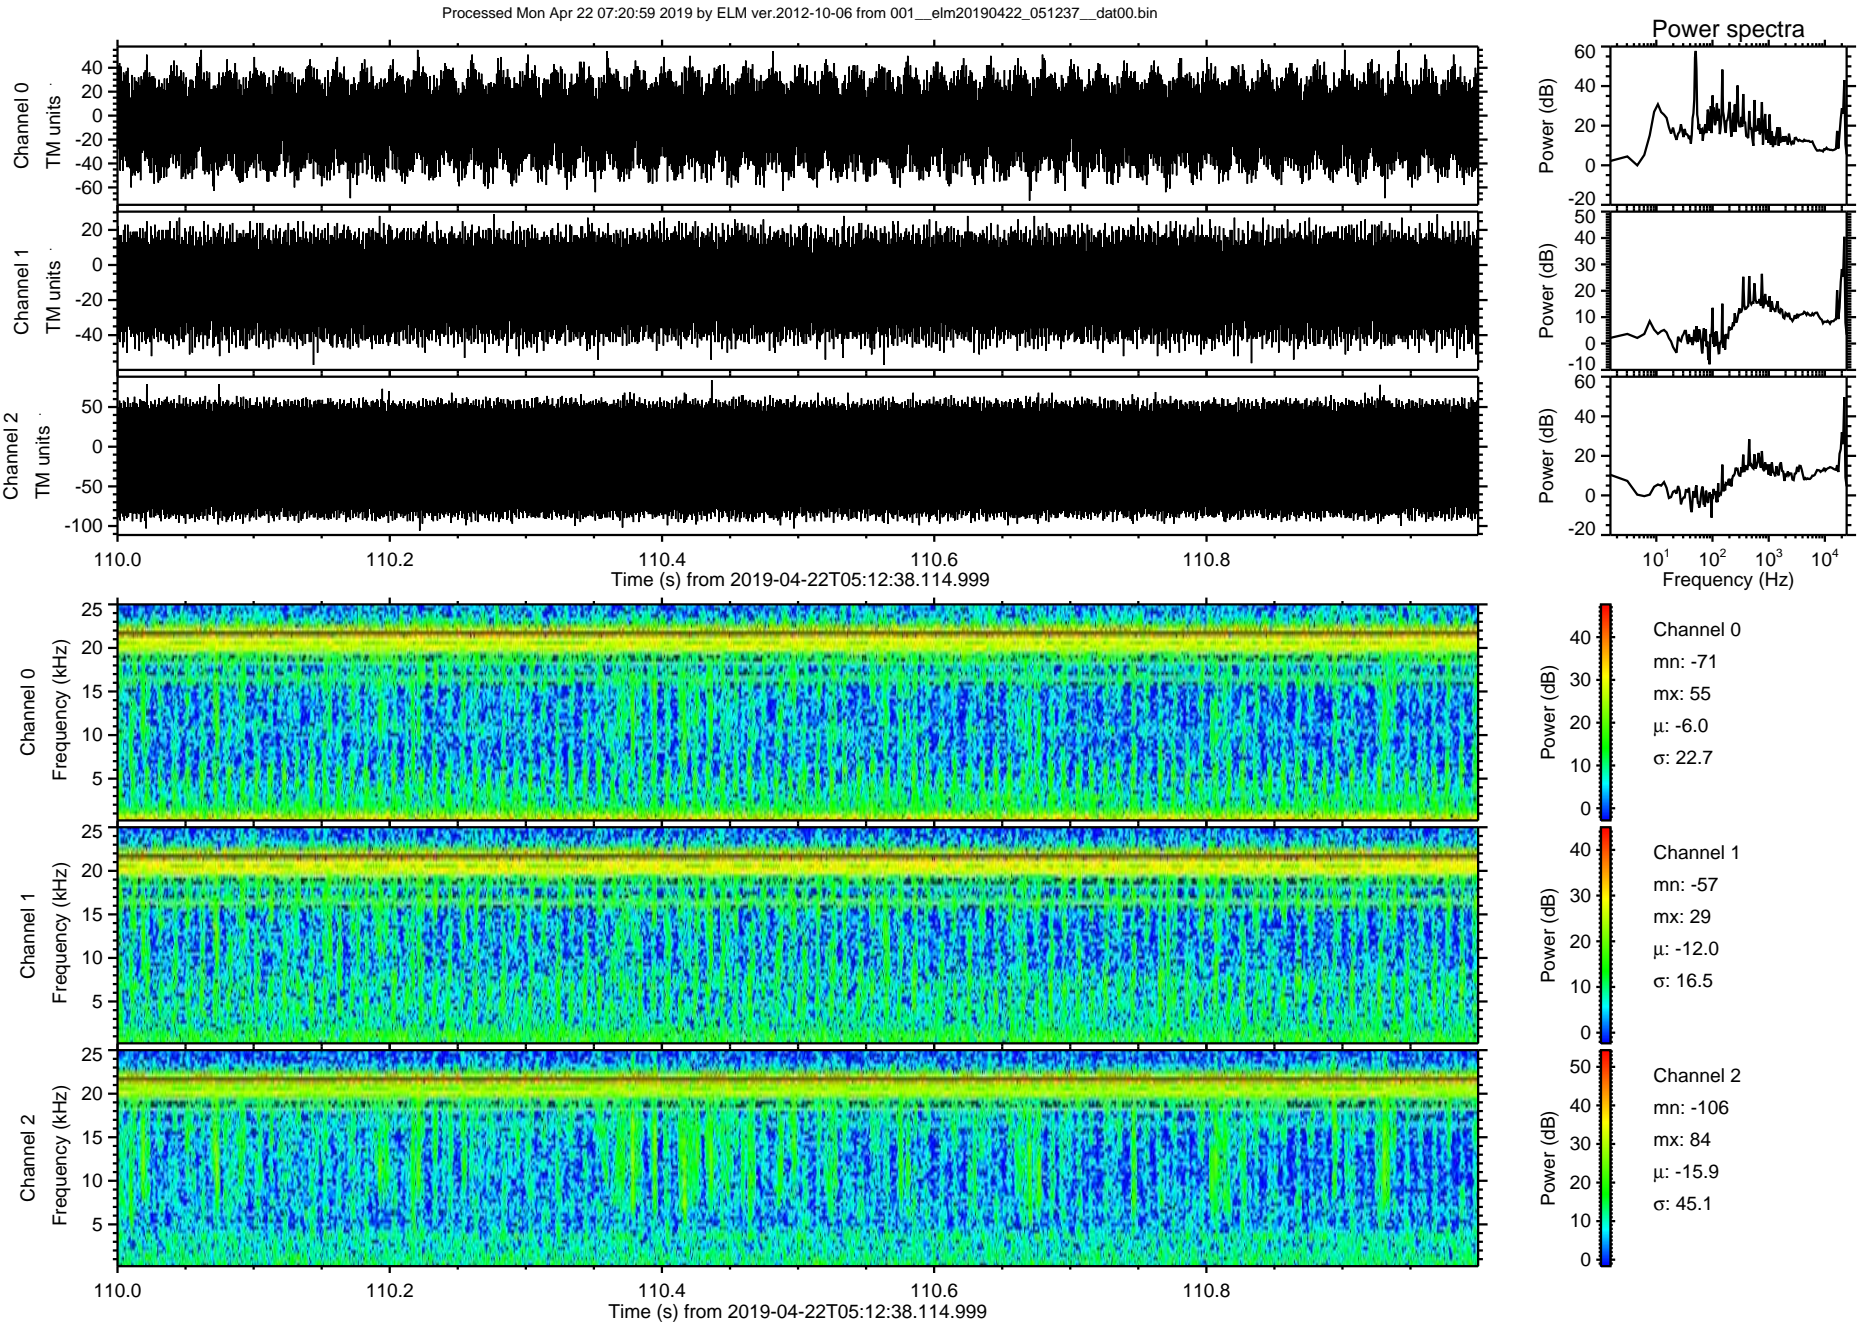 Processed Mon Apr 22 07:20:59 2019 by ELM ver.2012-10-06 from 001__elm20190422_051237__dat00.bin
Power spectra
Channel 0
TM units
40
20
0
-20
-40
-60
Power (dB)
60
40
20
0
-20
Channel 1
TM units
20
0
-20
-40
Power (dB)
50
40
30
20
10
0
-10
Channel 2
TM units
50
0
-50
-100
Power (dB)
60
40
20
0
-20
110.0 110.2 110.4 110.6 110.8
Time (s) from 2019-04-22T05:12:38.114.999
10^1 10^2 10^3 10^4
Frequency (Hz)
Channel 0
Frequency (kHz)
25
20
15
10
5
Power (dB)
40
30
20
10
0
Channel 0
mn: -71
mx: 55
μ: -6.0
σ: 22.7
Channel 1
Frequency (kHz)
25
20
15
10
5
Power (dB)
40
30
20
10
0
Channel 1
mn: -57
mx: 29
μ: -12.0
σ: 16.5
Channel 2
Frequency (kHz)
25
20
15
10
5
Power (dB)
50
40
30
20
10
0
Channel 2
mn: -106
mx: 84
μ: -15.9
σ: 45.1
110.0 110.2 110.4 110.6 110.8
Time (s) from 2019-04-22T05:12:38.114.999